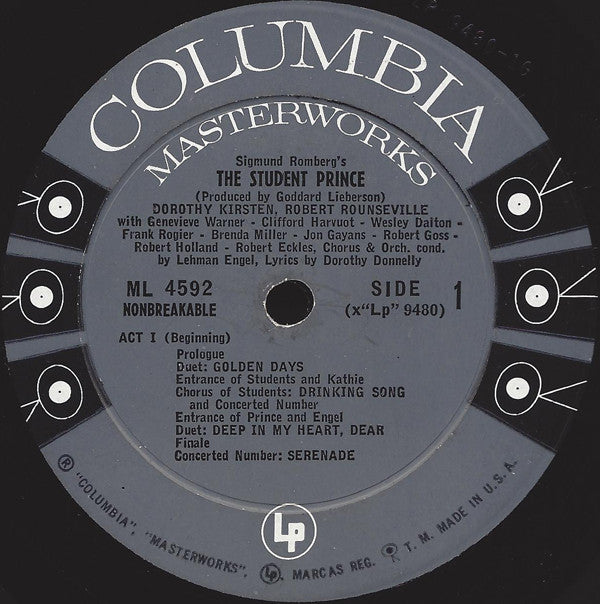 COLUMBIA
MASTERWORKS
Sigmund Romberg's
THE STUDENT PRINCE
(Produced by Goddard Lieberson)
DOROTHY KIRSTEN, ROBERT ROUNSEVILLE
with Genevieve Warner - Clifford Harvuot - Wesley Dalton -
Frank Rogier - Brenda Miller - Jon Gayans - Robert Goss -
Robert Holland - Robert Eckles, Chorus & Orch. cond.
by Lehman Engel, Lyrics by Dorothy Donnelly
ML 4592
NONBREAKABLE
SIDE 1
(x"Lp" 9480)
ACT I (Beginning)
Prologue
Duet: GOLDEN DAYS
Entrance of Students and Kathie
Chorus of Students: DRINKING SONG
and Concerted Number
Entrance of Prince and Engel
Duet: DEEP IN MY HEART, DEAR
Finale
Concerted Number: SERENADE
Lp
® "COLUMBIA", "MASTERWORKS", Lp, MARCAS REG. T. M. MADE IN U. S. A.